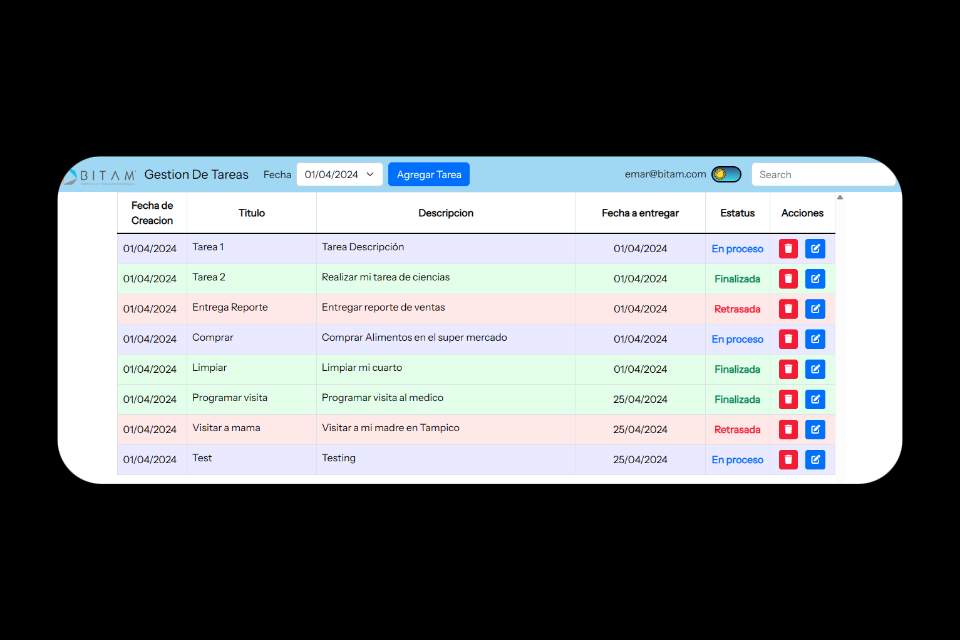 BITAM Gestion De Tareas Fecha 01/04/2024 Agregar Tarea emar@bitam.com Search
Fecha de Creacion Titulo Descripcion Fecha a entregar Estatus Acciones
01/04/2024 Tarea 1 Tarea Descripción 01/04/2024 En proceso
01/04/2024 Tarea 2 Realizar mi tarea de ciencias 01/04/2024 Finalizada
01/04/2024 Entrega Reporte Entregar reporte de ventas 01/04/2024 Retrasada
01/04/2024 Comprar Comprar Alimentos en el super mercado 01/04/2024 En proceso
01/04/2024 Limpiar Limpiar mi cuarto 01/04/2024 Finalizada
01/04/2024 Programar visita Programar visita al medico 25/04/2024 Finalizada
01/04/2024 Visitar a mama Visitar a mi madre en Tampico 25/04/2024 Retrasada
01/04/2024 Test Testing 25/04/2024 En proceso